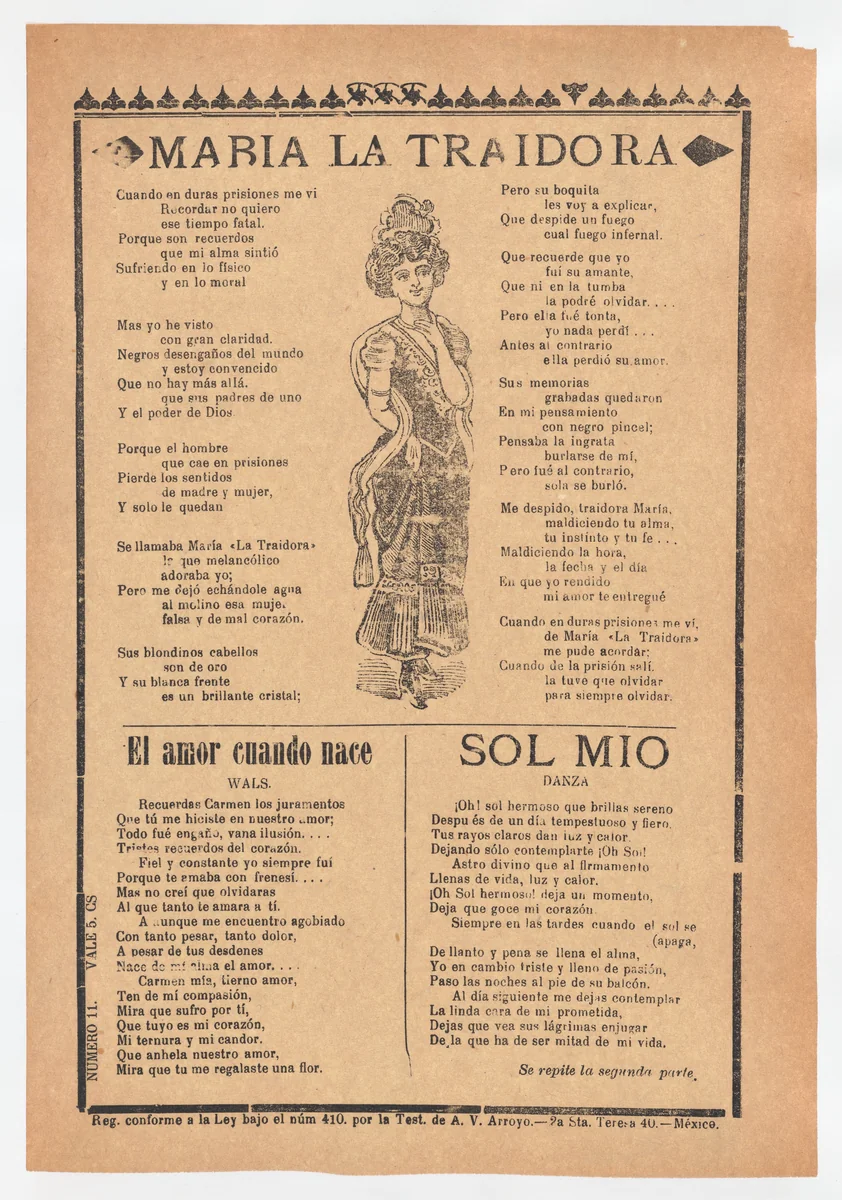 MARIA LA TRAIDORA
Cuando en duras prisiones me vi
Recordar no quiero
ese tiempo fatal.
Porque son recuerdos
que mi alma sintió
Sufriendo en lo físico
y en lo moral
Mas yo he visto
con gran claridad.
Negros desengaños del mundo
y estoy convencido
Que no hay más allá.
que sus padres de uno
Y el poder de Dios.
Porque el hombre
que cae en prisiones
Pierde los sentidos
de madre y mujer,
Y solo le quedan
Se llamaba María «La Traidora»
la que melancólico
adoraba yo;
Pero me dejó echándole agua
al molino esa mujer
falsa y de mal corazón.
Sus blondinos cabellos
son de oro
Y su blanca frente
es un brillante cristal;
Pero su boquita
les voy a explicar,
Que despide un fuego
cual fuego infernal.
Que recuerde que yo
fuí su amante,
Que ni en la tumba
la podré olvidar. . . .
Pero ella fué tonta,
yo nada perdí . . .
Antes al contrario
ella perdió su amor.
Sus memorias
grabadas quedaron
En mi pensamiento
con negro pincel;
Pensaba la ingrata
burlarse de mí,
Pero fué al contrario,
sola se burló.
Me despido, traidora María,
maldiciendo tu alma,
tu instinto y tu fe . . .
Maldiciendo la hora,
la fecha y el día
En que yo rendido
mi amor te entregué
Cuando en duras prisiones me ví,
de María «La Traidora»
me pude acordar;
Cuando de la prisión salí.
la tuve que olvidar
para siempre olvidar.
El amor cuando nace
WALS.
Recuerdas Carmen los juramentos
Que tú me hiciste en nuestro amor;
Todo fué engaño, vana ilusión. . . .
Tristes recuerdos del corazón.
Fiel y constante yo siempre fuí
Porque te amaba con frenesí. . . .
Mas no creí que olvidaras
Al que tanto te amara a tí.
A aunque me encuentro agobiado
Con tanto pesar, tanto dolor,
A pesar de tus desdenes
Nace de mí alma el amor. . . .
Carmen mía, tierno amor,
Ten de mí compasión,
Mira que sufro por tí,
Que tuyo es mi corazón,
Mi ternura y mi candor.
Que anhela nuestro amor,
Mira que tu me regalaste una flor.
SOL MIO
DANZA
¡Oh! sol hermoso que brillas sereno
Después de un día tempestuoso y fiero,
Tus rayos claros dan luz y calor.
Dejando sólo contemplarte ¡Oh Sol!
Astro divino que al firmamento
Llenas de vida, luz y calor.
¡Oh Sol hermoso! deja un momento,
Deja que goce mi corazón.
Siempre en las tardes cuando el sol se
(apaga,
De llanto y pena se llena el alma,
Yo en cambio triste y lleno de pasión,
Paso las noches al pie de su balcón.
Al día siguiente me dejas contemplar
La linda cara de mi prometida,
Dejas que vea sus lágrimas enjugar
De la que ha de ser mitad de mi vida.
Se repite la segunda parte.
NUMERO 11. VALE 5. CS
Reg. conforme a la Ley bajo el núm 410. por la Test. de A. V. Arroyo.—2a Sta. Teresa 40.—México.